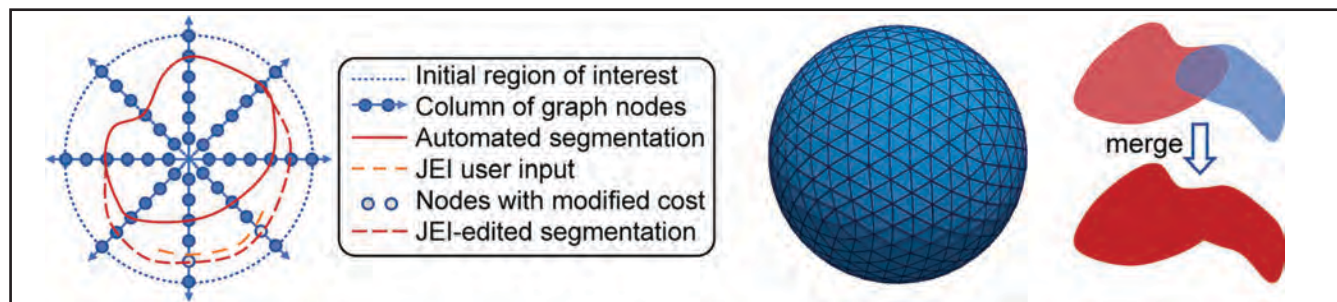 Initial region of interest
Column of graph nodes
Automated segmentation
JEI user input
Nodes with modified cost
JEI-edited segmentation
merge